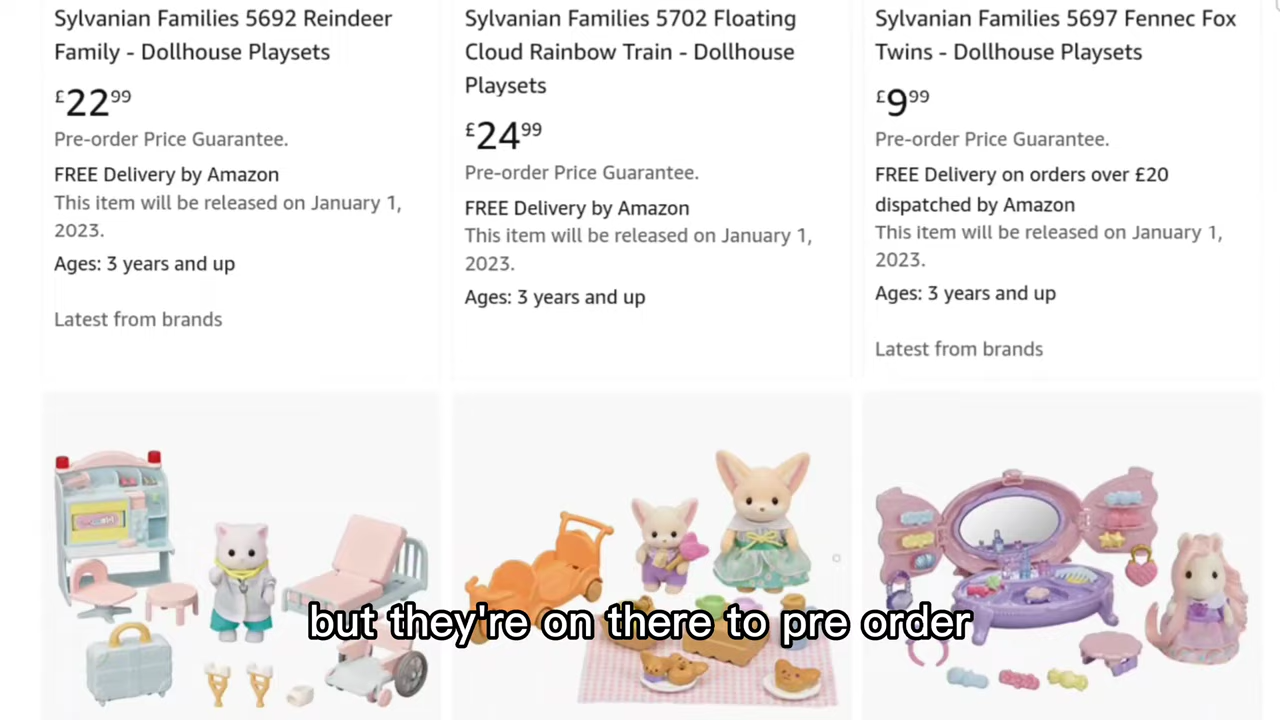 Sylvanian Families 5692 Reindeer
Family - Dollhouse Playsets
£22 99
Pre-order Price Guarantee.
FREE Delivery by Amazon
This item will be released on January 1,
2023.
Ages: 3 years and up
Latest from brands
Sylvanian Families 5702 Floating
Cloud Rainbow Train - Dollhouse
Playsets
£24 99
Pre-order Price Guarantee.
FREE Delivery by Amazon
This item will be released on January 1,
2023.
Ages: 3 years and up
Sylvanian Families 5697 Fennec Fox
Twins - Dollhouse Playsets
£9 99
Pre-order Price Guarantee.
FREE Delivery on orders over £20
dispatched by Amazon
This item will be released on January 1,
2023.
Ages: 3 years and up
Latest from brands
but they're on there to pre order